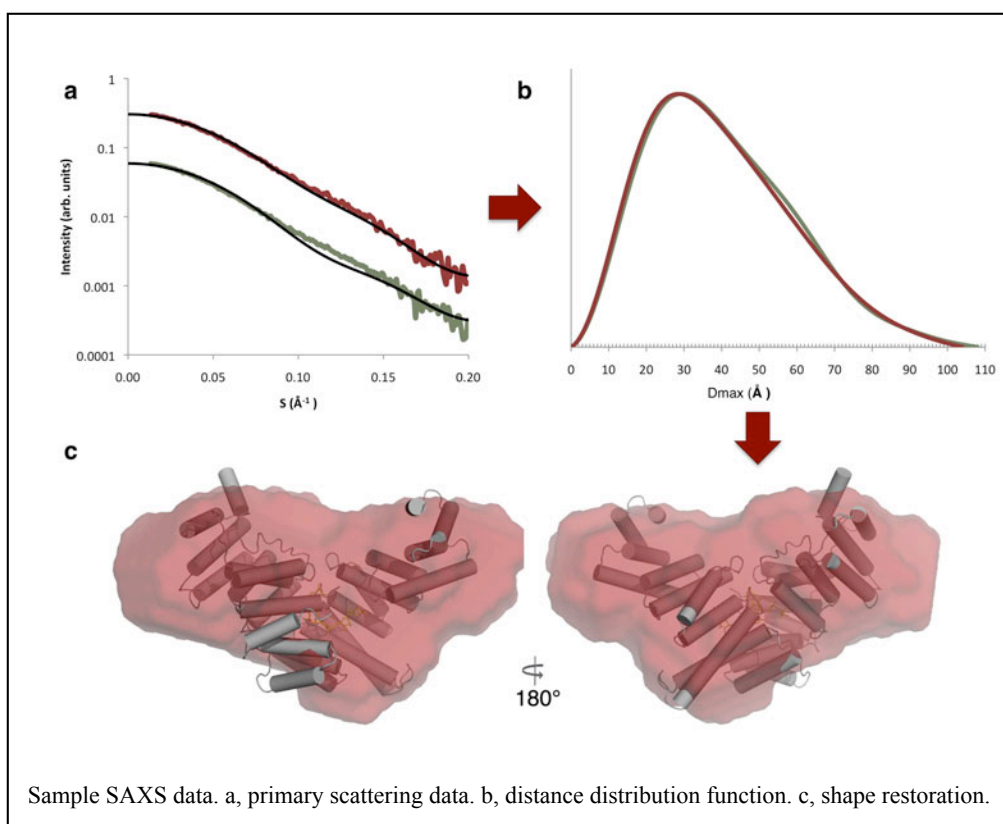 a
1
0.1
0.01
0.001
0.0001
Intensity (arb. units)
0.00 0.05 0.10 0.15 0.20
S (Å⁻¹)
b
0 10 20 30 40 50 60 70 80 90 100 110
Dmax (Å )
c
180°
Sample SAXS data. a, primary scattering data. b, distance distribution function. c, shape restoration.